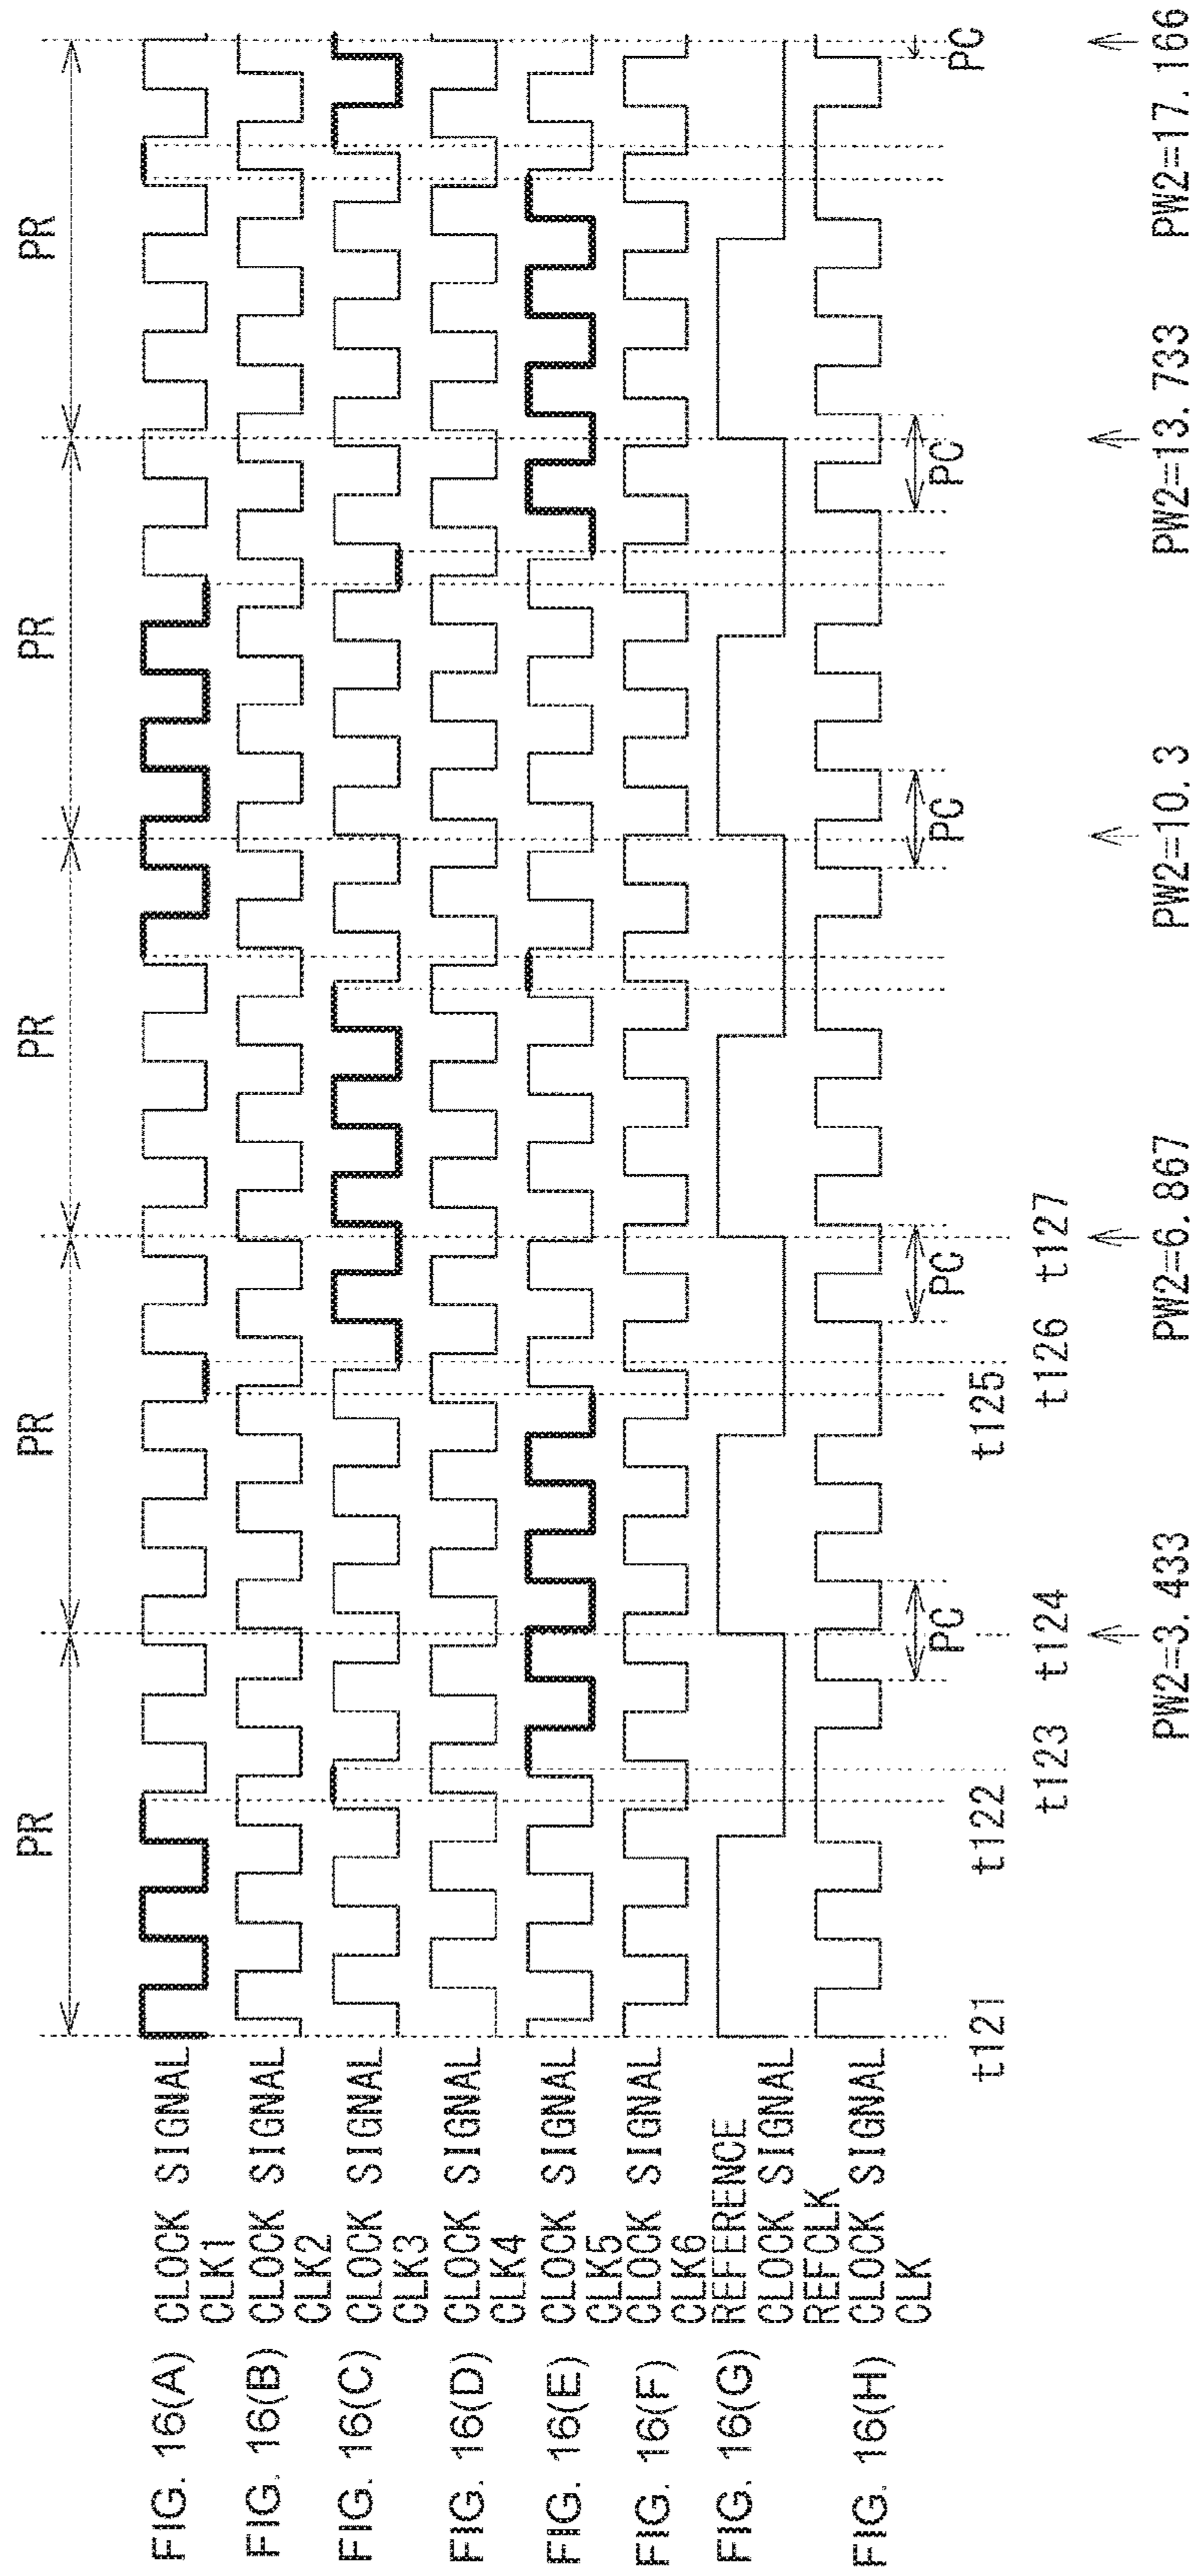 PR
PR
PR
PR
PR
FIG. 16(A)
CLOCK SIGNAL
CLK1
FIG. 16(B)
CLOCK SIGNAL
CLK2
FIG. 16(C)
CLOCK SIGNAL
CLK3
FIG. 16(D)
CLOCK SIGNAL
CLK4
FIG. 16(E)
CLOCK SIGNAL
CLK5
FIG. 16(F)
CLOCK SIGNAL
CLK6
FIG. 16(G)
REFERENCE
CLOCK SIGNAL
REFCLK
FIG. 16(H)
CLOCK SIGNAL
CLK
PC
PC
PC
PC
PC
t121
t122
t125
t123
t124
t126
t127
PW2=3. 433
PW2=6. 867
PW2=10. 3
PW2=13. 733
PW2=17. 166